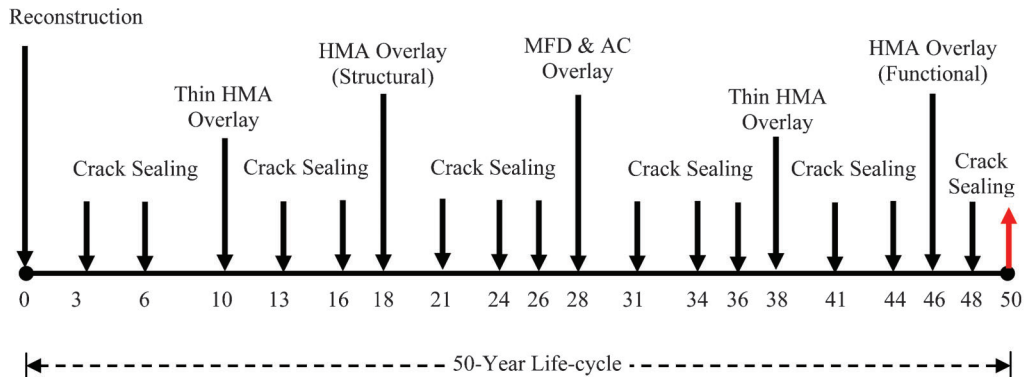 Reconstruction
HMA Overlay
(Structural)
MFD & AC
Overlay
HMA Overlay
(Functional)
Thin HMA
Overlay
Thin HMA
Overlay
Crack Sealing
Crack Sealing
Crack Sealing
Crack Sealing
Crack Sealing
Crack
Sealing
0 3 6 10 13 16 18 21 24 26 28 31 34 36 38 41 44 46 48 50
50-Year Life-cycle